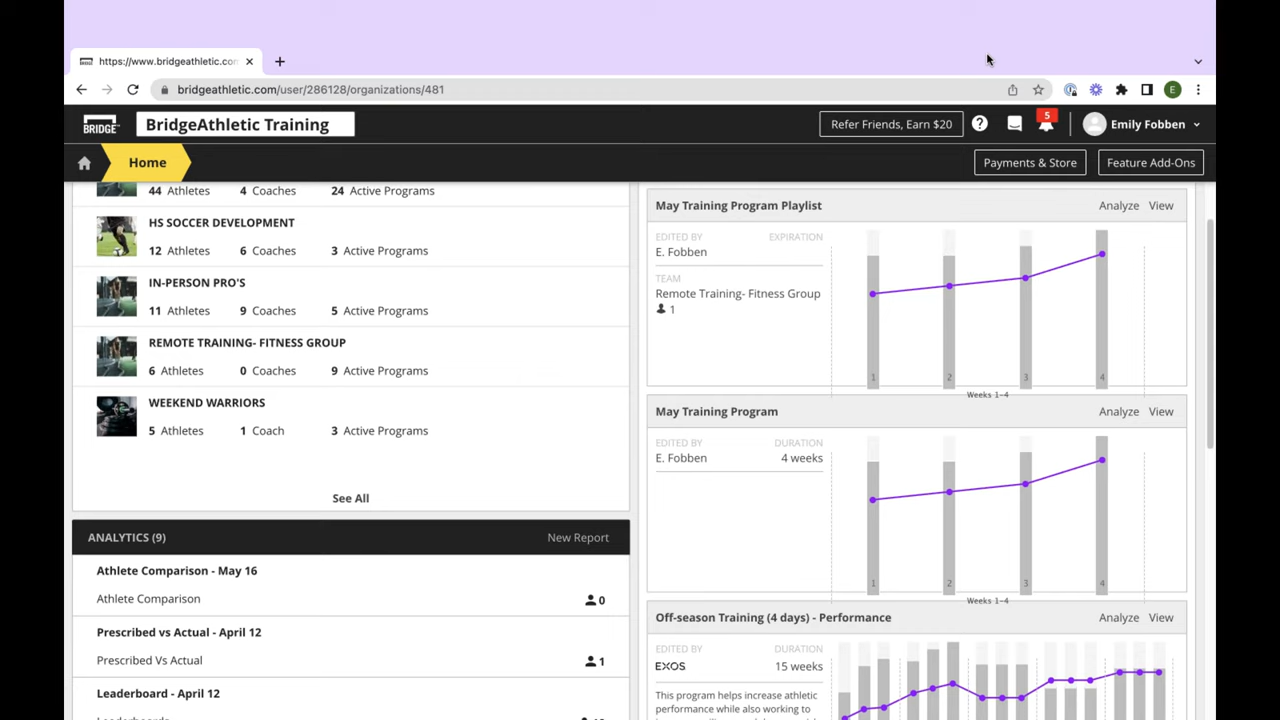 https://www.bridgeathletic.con
bridgeathletic.com/user/286128/organizations/481
E
BRIDGE
BridgeAthletic Training
Refer Friends, Earn $20
5
Emily Fobben
Home
Payments & Store
Feature Add-Ons
44 Athletes 4 Coaches 24 Active Programs
HS SOCCER DEVELOPMENT
12 Athletes 6 Coaches 3 Active Programs
IN-PERSON PRO'S
11 Athletes 9 Coaches 5 Active Programs
REMOTE TRAINING- FITNESS GROUP
6 Athletes 0 Coaches 9 Active Programs
WEEKEND WARRIORS
5 Athletes 1 Coach 3 Active Programs
See All
ANALYTICS (9)
New Report
Athlete Comparison - May 16
Athlete Comparison
0
Prescribed vs Actual - April 12
Prescribed Vs Actual
1
Leaderboard - April 12
May Training Program Playlist
Analyze View
EDITED BY EXPIRATION
E. Fobben
TEAM
Remote Training- Fitness Group
1
1 2 3 4
Weeks 1-4
May Training Program
Analyze View
EDITED BY DURATION
E. Fobben 4 weeks
1 2 3 4
Weeks 1-4
Off-season Training (4 days) - Performance
Analyze View
EDITED BY DURATION
EXOS 15 weeks
This program helps increase athletic
performance while also working to